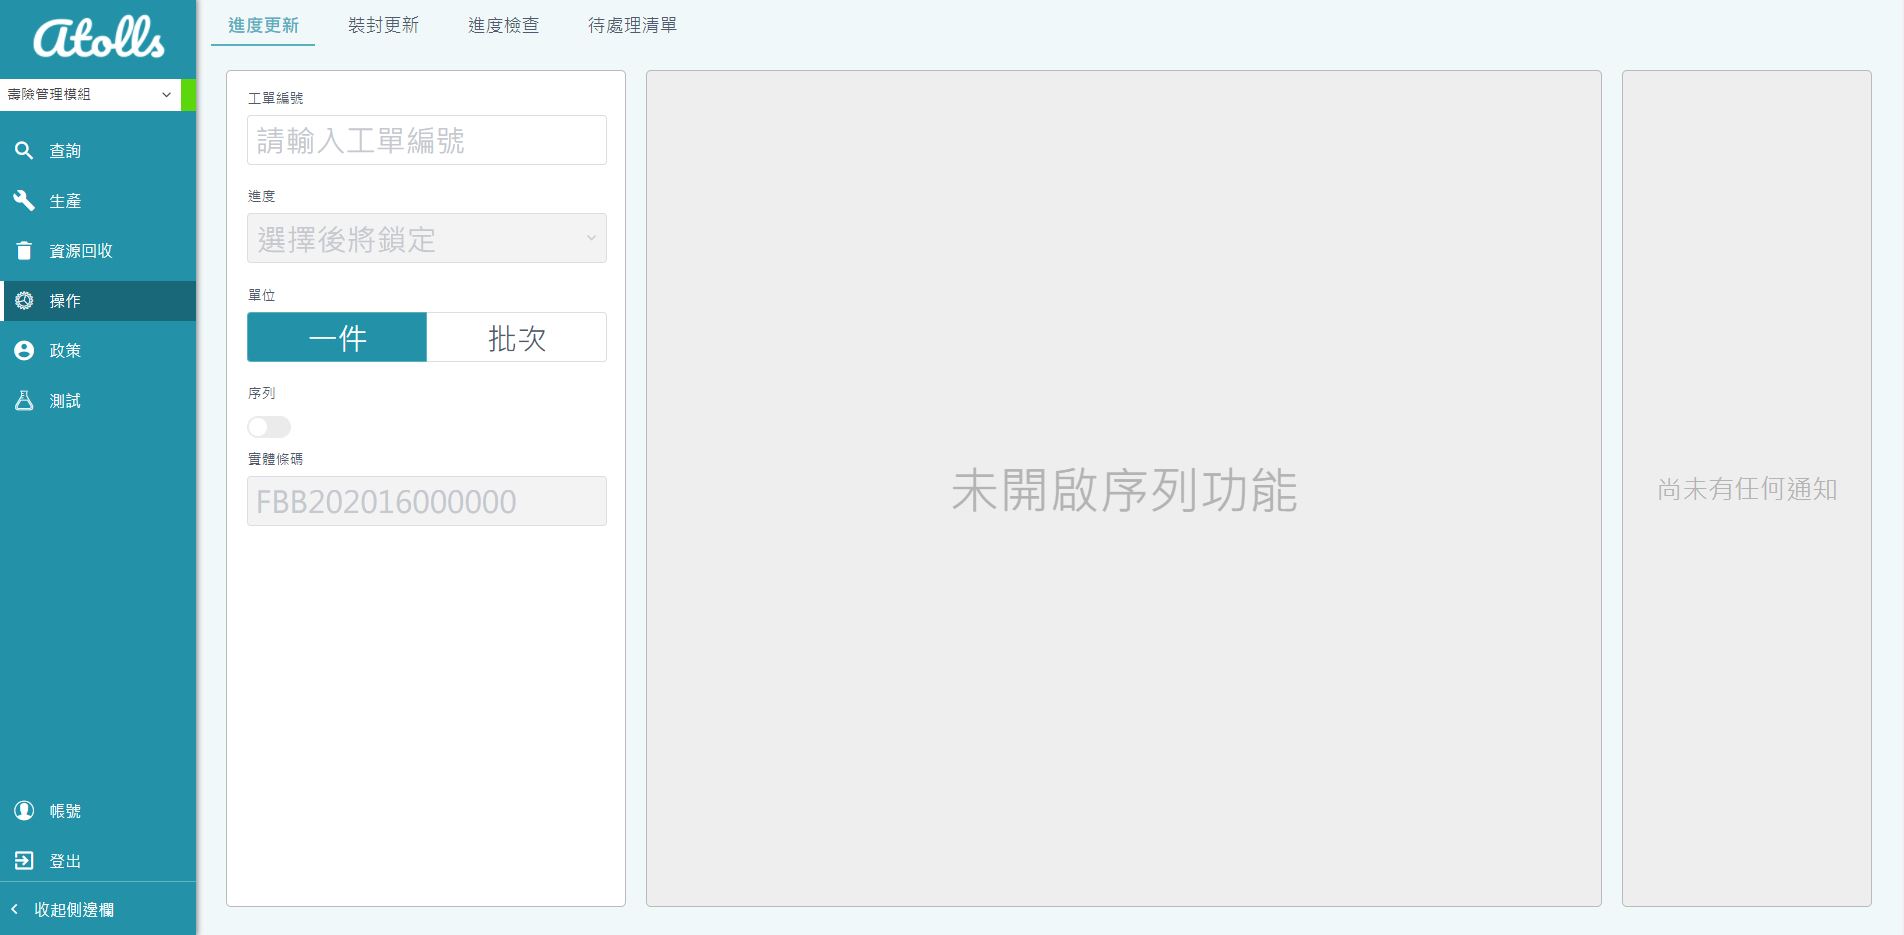 Atolls
壽險管理模組
查詢
生產
資源回收
操作
政策
測試
帳號
登出
收起側邊欄
進度更新 裝封更新 進度檢查 待處理清單
工單編號
請輸入工單編號
進度
選擇後將鎖定
單位
一件 批次
序列
實體條碼
FBB202016000000
未開啟序列功能
尚未有任何通知